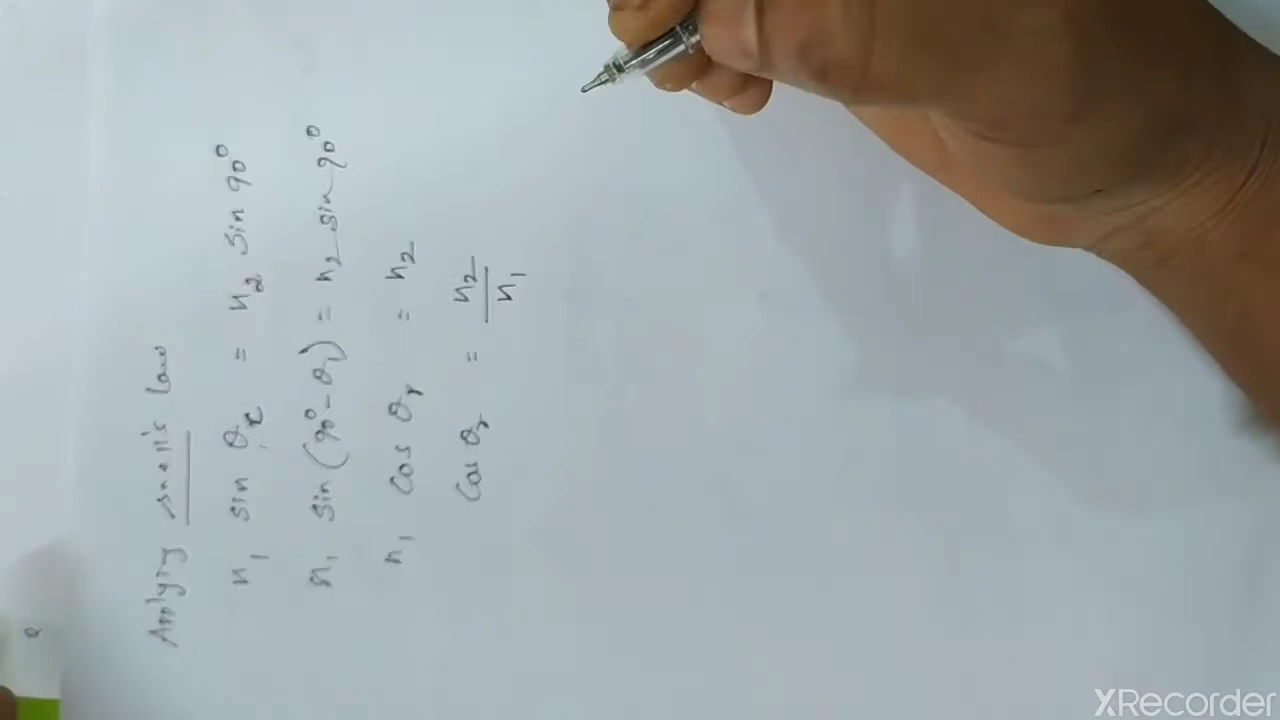 Applying snell's law
n₁ sin θc = n₂ sin 90°
n₁ sin (90° - θr) = n₂ sin 90°
n₁ cos θr = n₂
cos θr = n₂/n₁
XRecorder